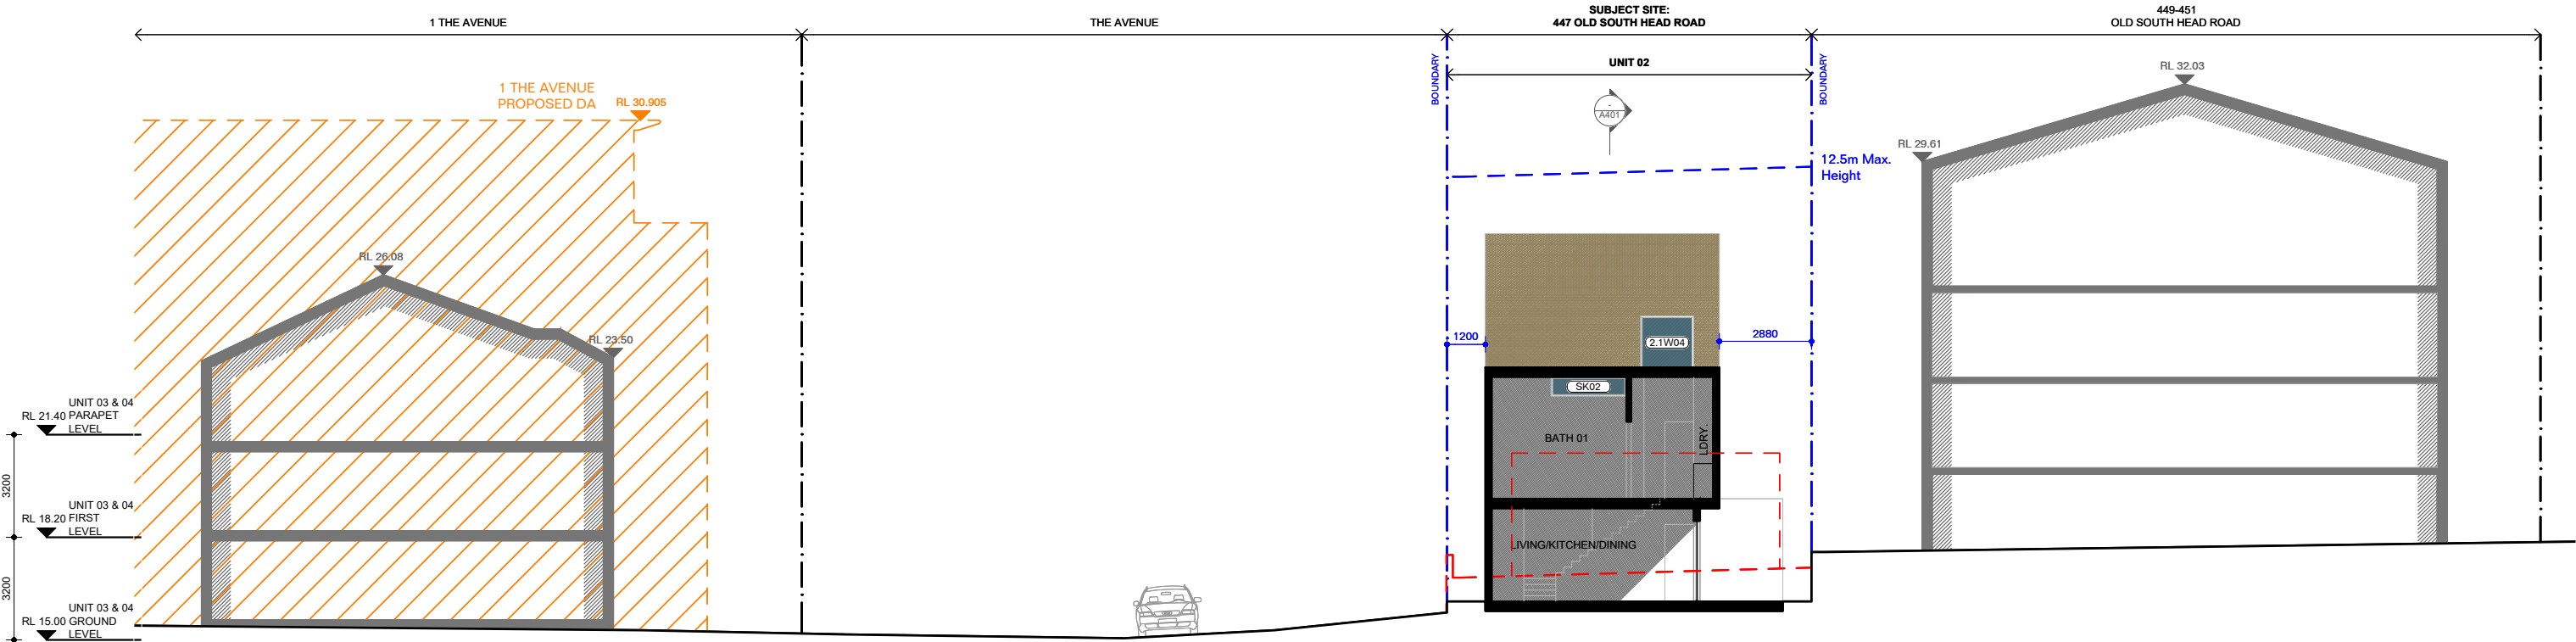 1 THE AVENUE
THE AVENUE
SUBJECT SITE:
447 OLD SOUTH HEAD ROAD
449-451
OLD SOUTH HEAD ROAD
BOUNDARY
UNIT 02
BOUNDARY
RL 32.03
1 THE AVENUE
PROPOSED DA
RL 30.905
-
A401
RL 29.61
12.5m Max.
Height
RL 26.08
RL 23.50
1200
2.1W04
2880
SK02
UNIT 03 & 04
RL 21.40 PARAPET
LEVEL
BATH 01
LDRY.
3200
UNIT 03 & 04
RL 18.20 FIRST
LEVEL
LIVING/KITCHEN/DINING
3200
UNIT 03 & 04
RL 15.00 GROUND
LEVEL